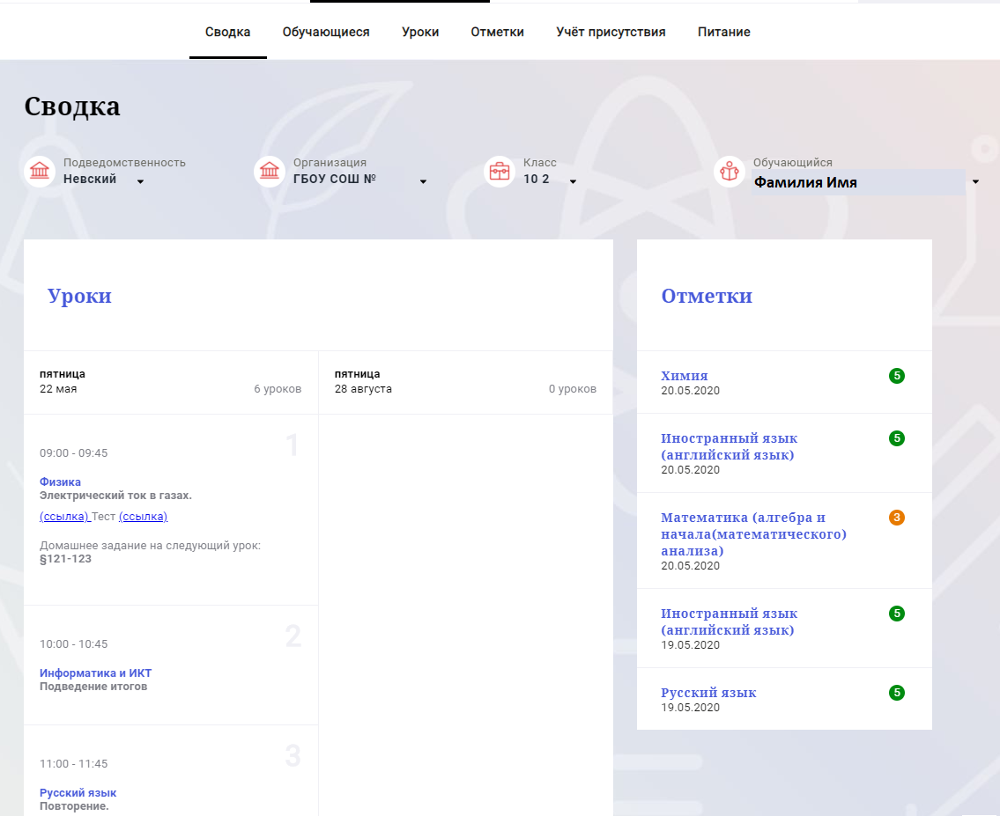 Сводка Обучающиеся Уроки Отметки Учёт присутствия Питание
Сводка
Подведомственность
Невский
Организация
ГБОУ СОШ №
Класс
10 2
Обучающийся
Фамилия Имя
Уроки
пятница
22 мая
6 уроков
пятница
28 августа
0 уроков
1
09:00 - 09:45
Физика
Электрический ток в газах.
(ссылка) Тест (ссылка)
Домашнее задание на следующий урок:
§121-123
2
10:00 - 10:45
Информатика и ИКТ
Подведение итогов
3
11:00 - 11:45
Русский язык
Повторение.
Отметки
Химия 5
20.05.2020
Иностранный язык 5
(английский язык)
20.05.2020
Математика (алгебра и 3
начала(математического)
анализа)
20.05.2020
Иностранный язык 5
(английский язык)
19.05.2020
Русский язык 5
19.05.2020